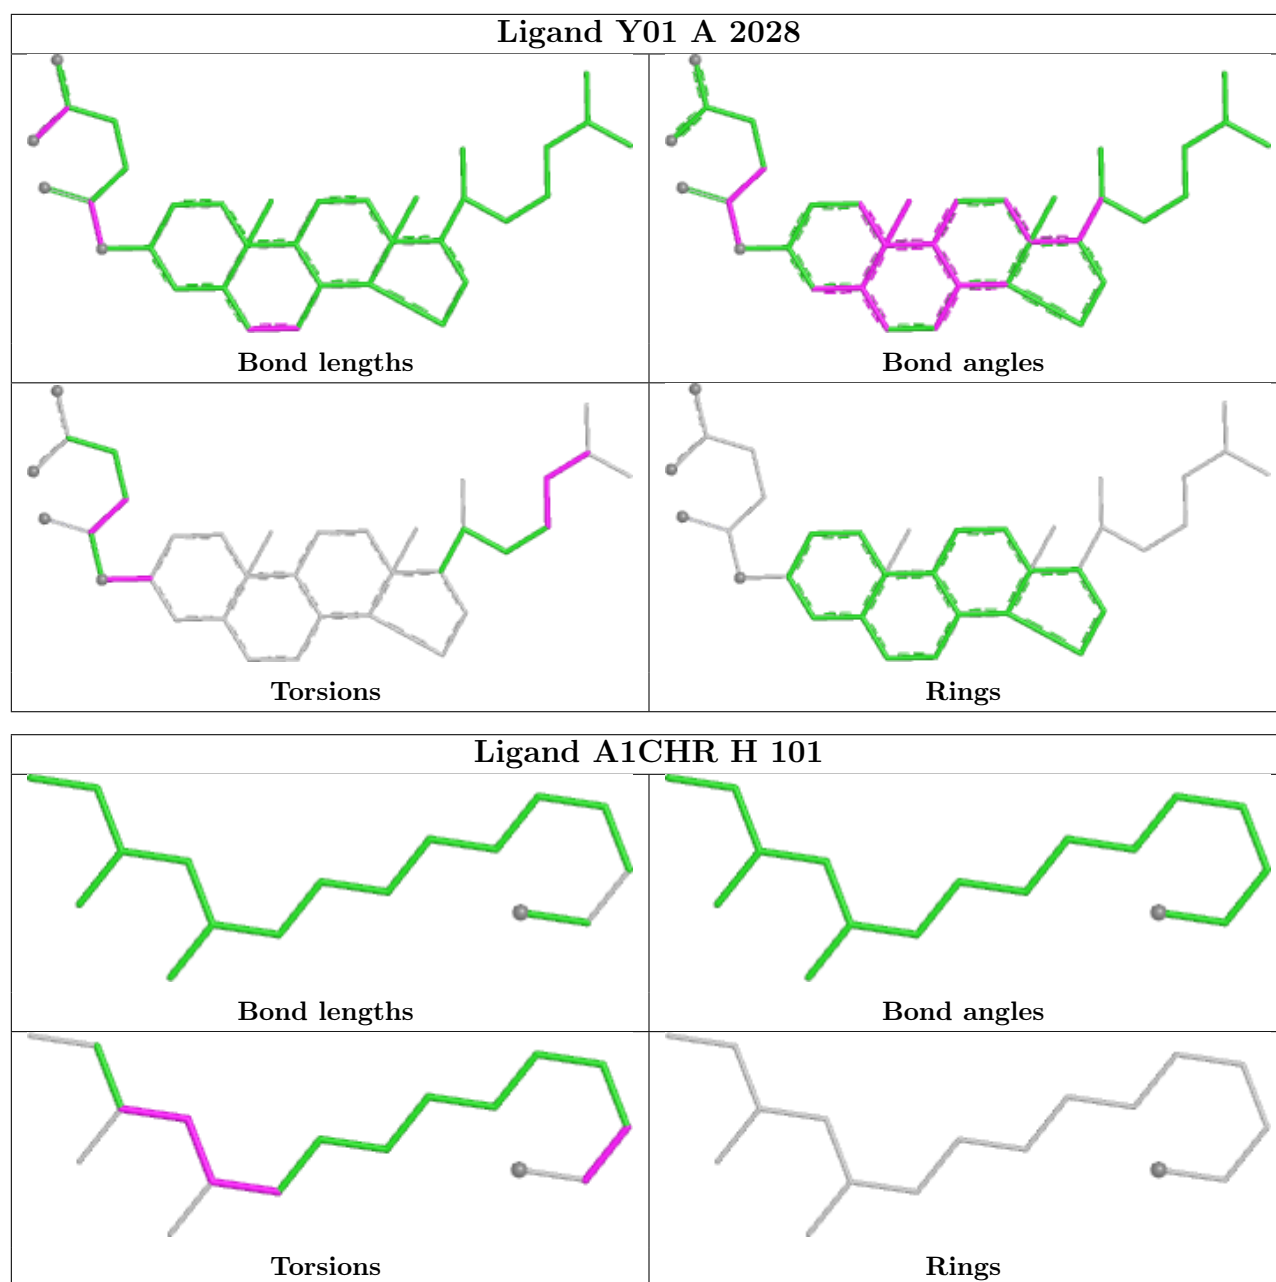 Ligand Y01 A 2028
Bond lengths
Bond angles
Torsions
Rings
Ligand A1CHR H 101
Bond lengths
Bond angles
Torsions
Rings